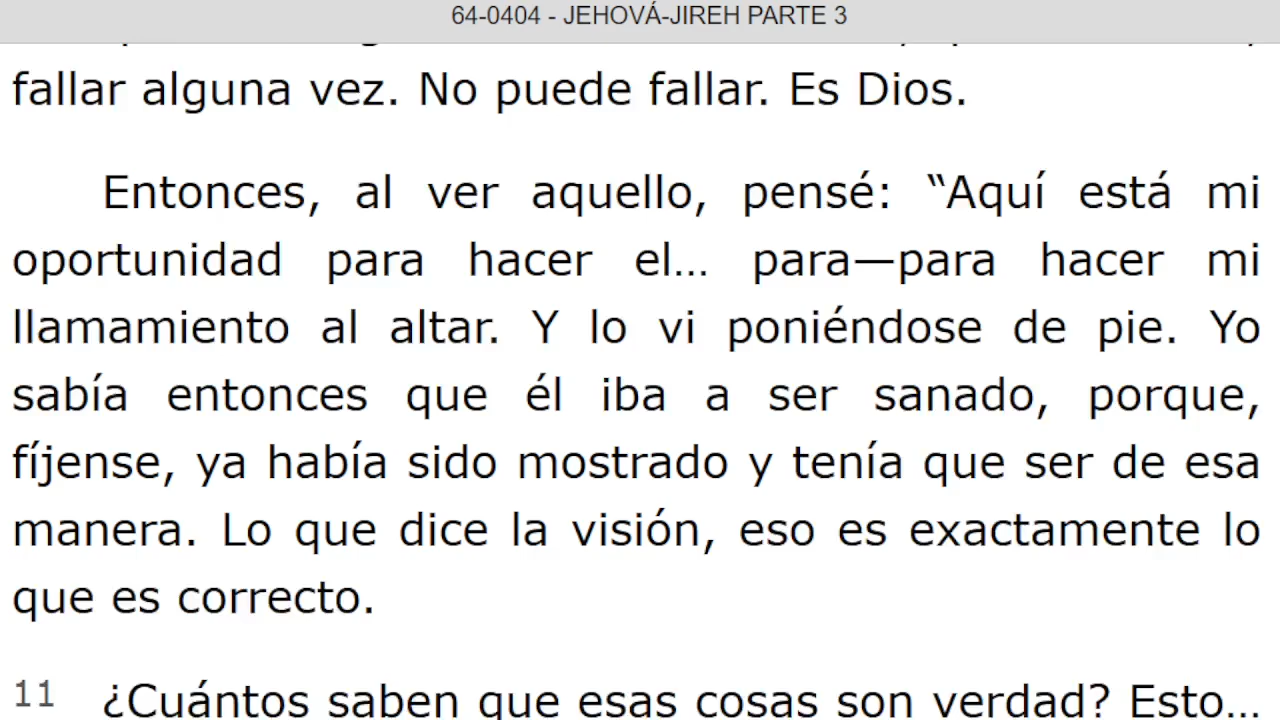 64-0404 - JEHOVÁ-JIREH PARTE 3
fallar alguna vez. No puede fallar. Es Dios.
Entonces, al ver aquello, pensé: “Aquí está mi
oportunidad para hacer el… para—para hacer mi
llamamiento al altar. Y lo vi poniéndose de pie. Yo
sabía entonces que él iba a ser sanado, porque,
fíjense, ya había sido mostrado y tenía que ser de esa
manera. Lo que dice la visión, eso es exactamente lo
que es correcto.
11 ¿Cuántos saben que esas cosas son verdad? Esto…